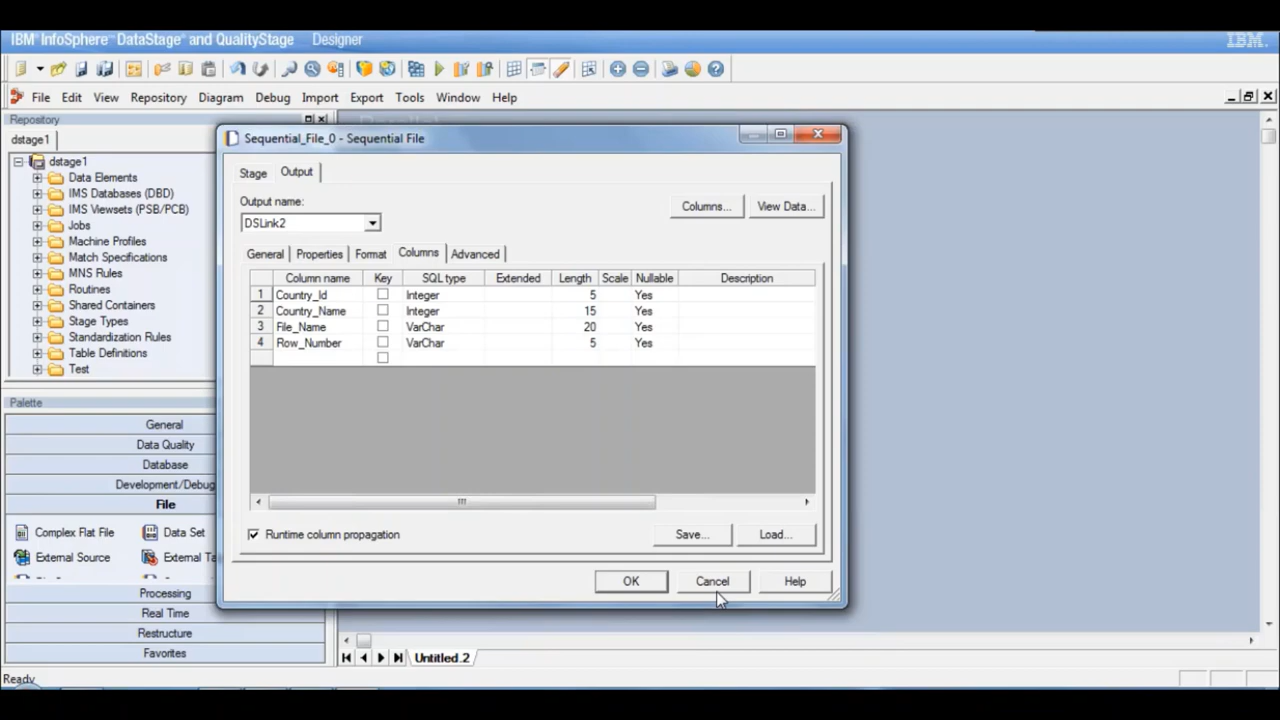 IBM® InfoSphere™ DataStage® and QualityStage Designer
IBM
File Edit View Repository Diagram Debug Import Export Tools Window Help
Repository
dstage1
dstage1
Data Elements
IMS Databases (DBD)
IMS Viewsets (PSB/PCB)
Jobs
Machine Profiles
Match Specifications
MNS Rules
Routines
Shared Containers
Stage Types
Standardization Rules
Table Definitions
Test
Palette
General
Data Quality
Database
Development/Debug
File
Complex Flat File Data Set
External Source External Ta
Processing
Real Time
Restructure
Favorites
Sequential_File_0 - Sequential File
Stage Output
Output name:
DSLink2
Columns... View Data...
General Properties Format Columns Advanced
Column name Key SQL type Extended Length Scale Nullable Description
1 Country_Id Integer 5 Yes
2 Country_Name Integer 15 Yes
3 File_Name VarChar 20 Yes
4 Row_Number VarChar 5 Yes
Runtime column propagation
Save... Load...
OK Cancel Help
Untitled.2
Ready